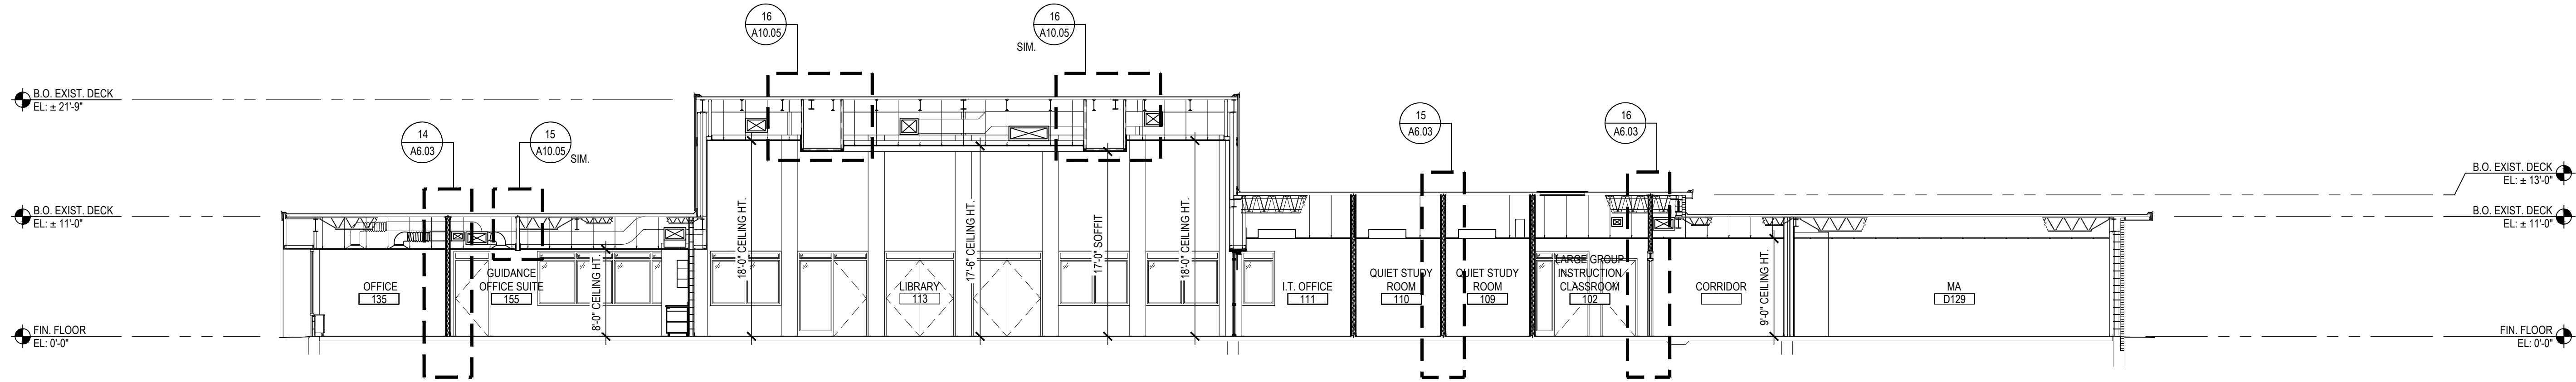 16
A10.05
16
A10.05
SIM.
B.O. EXIST. DECK
EL: ± 21'-9"
14
A6.03
15
A10.05
SIM.
15
A6.03
16
A6.03
B.O. EXIST. DECK
EL: ± 13'-0"
B.O. EXIST. DECK
EL: ± 11'-0"
B.O. EXIST. DECK
EL: ± 11'-0"
OFFICE
135
GUIDANCE
OFFICE SUITE
155
8'-0" CEILING HT.
18'-0" CEILING HT.
LIBRARY
113
17'-6" CEILING HT.
17'-0" SOFFIT
18'-0" CEILING HT.
I.T. OFFICE
111
QUIET STUDY
ROOM
110
QUIET STUDY
ROOM
109
LARGE GROUP
INSTRUCTION
CLASSROOM
102
CORRIDOR
9'-0" CEILING HT.
MA
D129
FIN. FLOOR
EL: 0'-0"
FIN. FLOOR
EL: 0'-0"